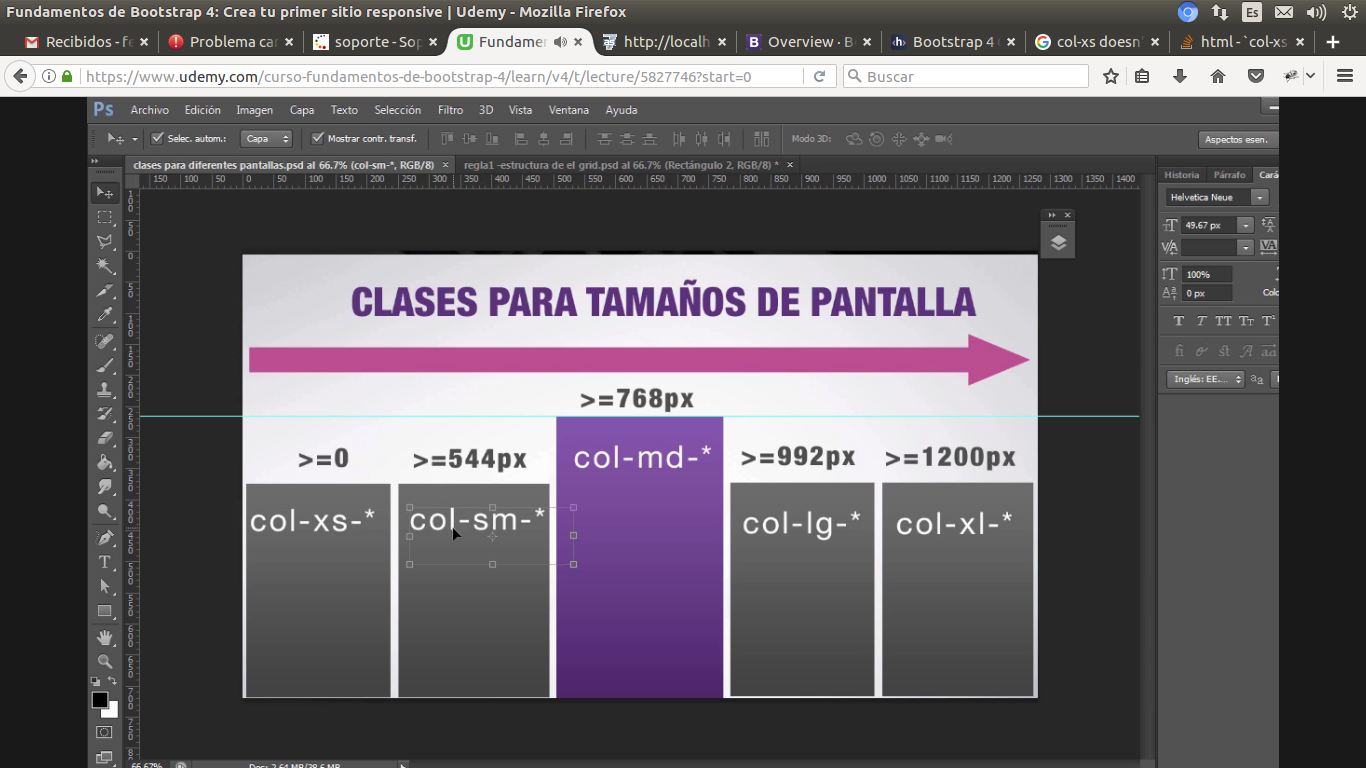 Fundamentos de Bootstrap 4: Crea tu primer sitio responsive | Udemy - Mozilla Firefox
Es
Recibidos - fe
Problema car
soporte - Sop
Fundamer
http://localh
Overview · Bo
Bootstrap 4 G
col-xs doesn'
html - `col-xs
https://www.udemy.com/curso-fundamentos-de-bootstrap-4/learn/v4/t/lecture/5827746?start=0
Buscar
Ps Archivo Edición Imagen Capa Texto Selección Filtro 3D Vista Ventana Ayuda
Selec. autom.: Capa Mostrar contr. transf. Modo 3D: Aspectos esen.
clases para diferentes pantallas.psd al 66.7% (col-sm-*, RGB/8) ×
regla1 -estructura de el grid.psd al 66.7% (Rectángulo 2, RGB/8) * ×
150 100 50 0 50 100 150 200 250 300 350 400 450 500 550 600 650 700 750 800 850 900 950 1000 1050 1100 1150 1200 1250 1300 1350 1400
Historia Párrafo Cará
Helvetica Neue
49.67 px
100%
0 px
Colo
Inglés: EE....
CLASES PARA TAMAÑOS DE PANTALLA
>=768px
>=0
>=544px
>=992px
>=1200px
col-xs-*
col-sm-*
col-md-*
col-lg-*
col-xl-*
66.67%
Doc: 2.64 MB/38.6 MB